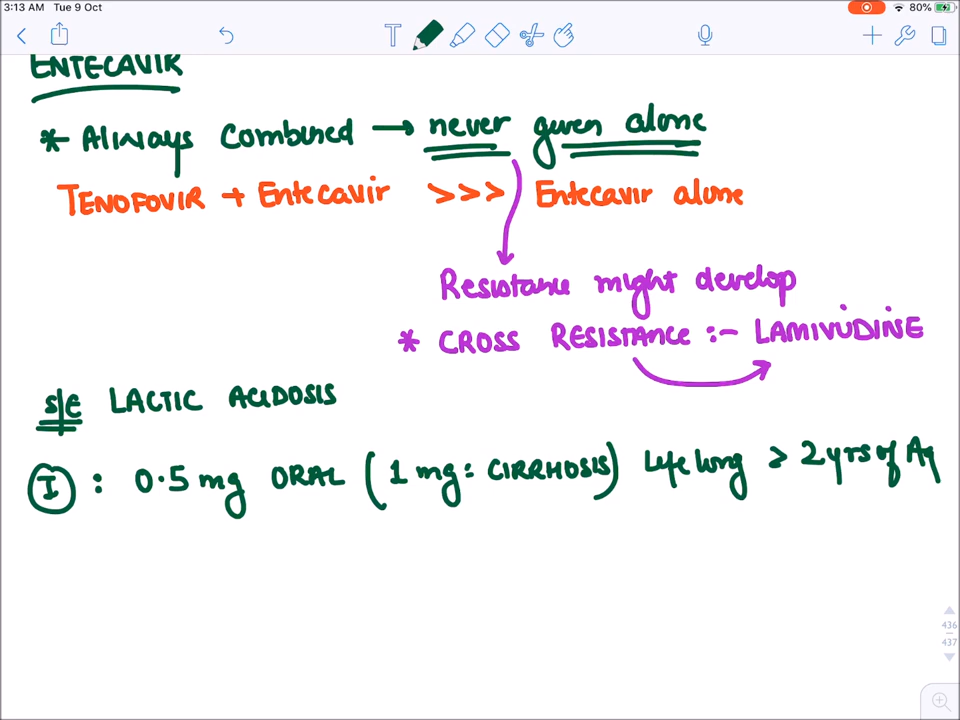 3:13 AM Tue 9 Oct 80%
T
ENTECAVIR
* Always combined → never given alone
TENOFOVIR + Entecavir >>> Entecavir alone
Resistance might develop
* CROSS RESISTANCE :- LAMIVUDINE
S/E LACTIC ACIDOSIS
I : 0.5 mg ORAL (1 mg : CIRRHOSIS) Life long > 2 yrs of Ag
436
437